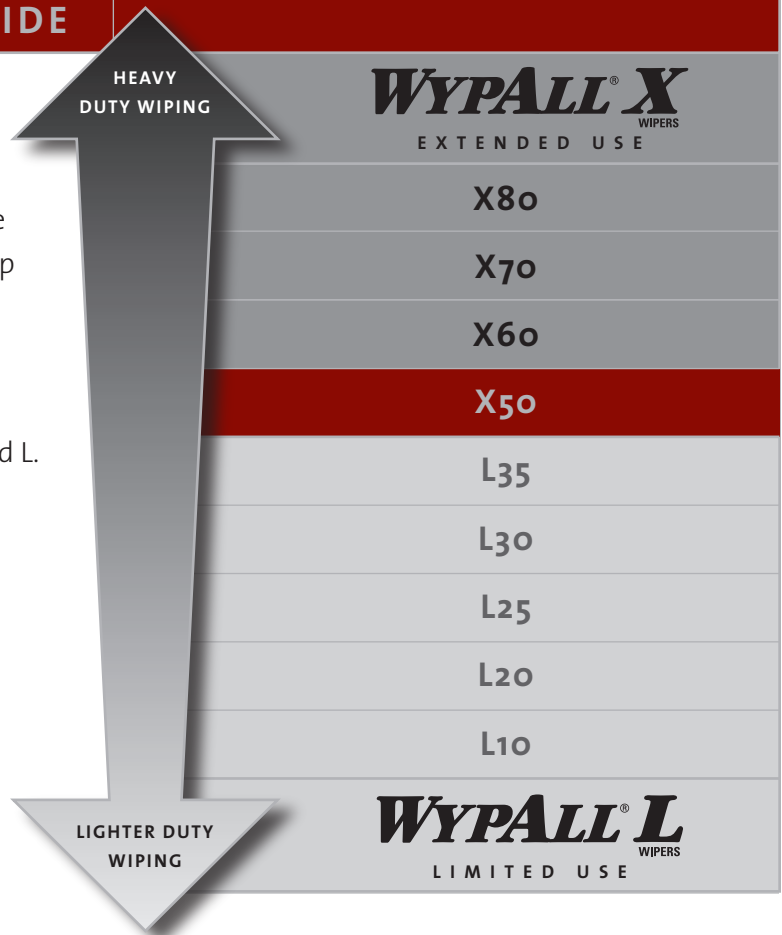 IDE
HEAVY
DUTY WIPING
WYPALL® X
WIPERS
EXTENDED USE
X80
e
X70
p
X60
X50
d L.
L35
L30
L25
L20
L10
LIGHTER DUTY
WIPING
WYPALL® L
WIPERS
LIMITED USE